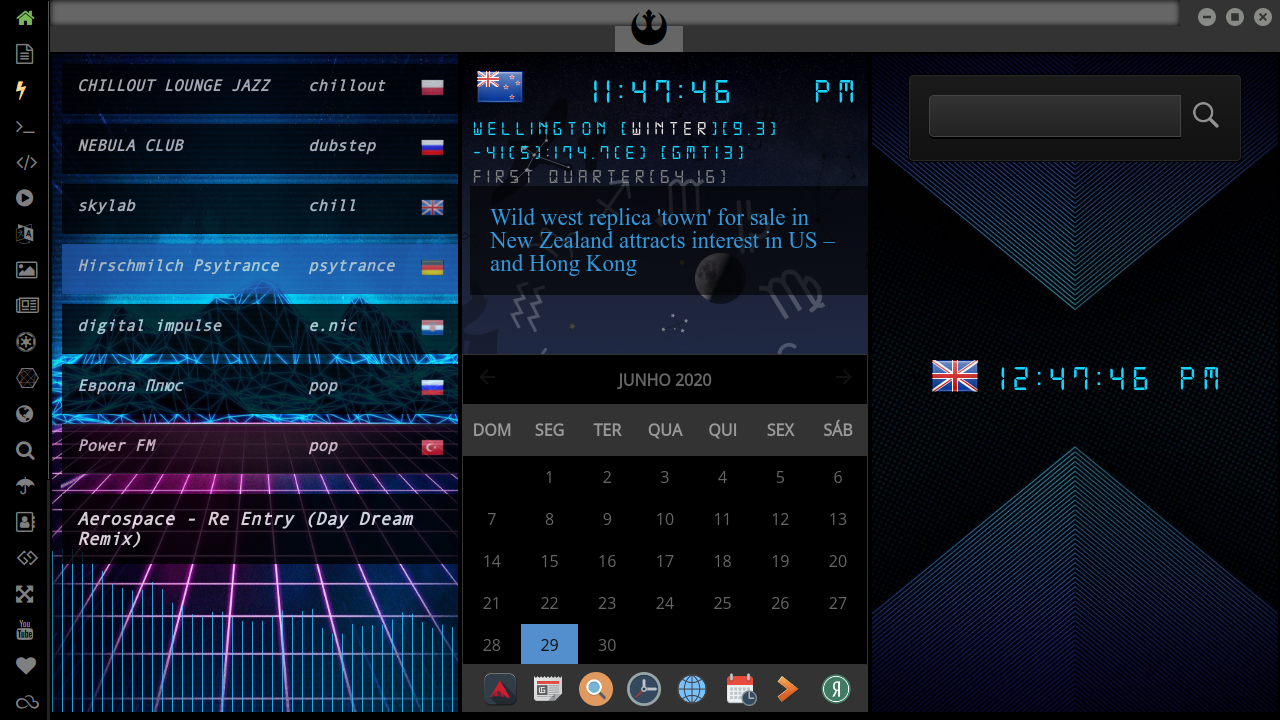 CHILLOUT LOUNGE JAZZ chillout
NEBULA CLUB dubstep
skylab chill
Hirschmilch Psytrance psytrance
digital impulse e.nic
Европа Плюс pop
Power FM pop
Aerospace - Re Entry (Day Dream
Remix)
11:47:46 PM
WELLINGTON [WINTER][9.3]
-41(S):174.7(E) [GMT13]
FIRST QUARTER[64.16]
Wild west replica 'town' for sale in
New Zealand attracts interest in US –
and Hong Kong
JUNHO 2020
DOM SEG TER QUA QUI SEX SÁB
1 2 3 4 5 6
7 8 9 10 11 12 13
14 15 16 17 18 19 20
21 22 23 24 25 26 27
28 29 30
12:47:46 PM
You
Tube
Я